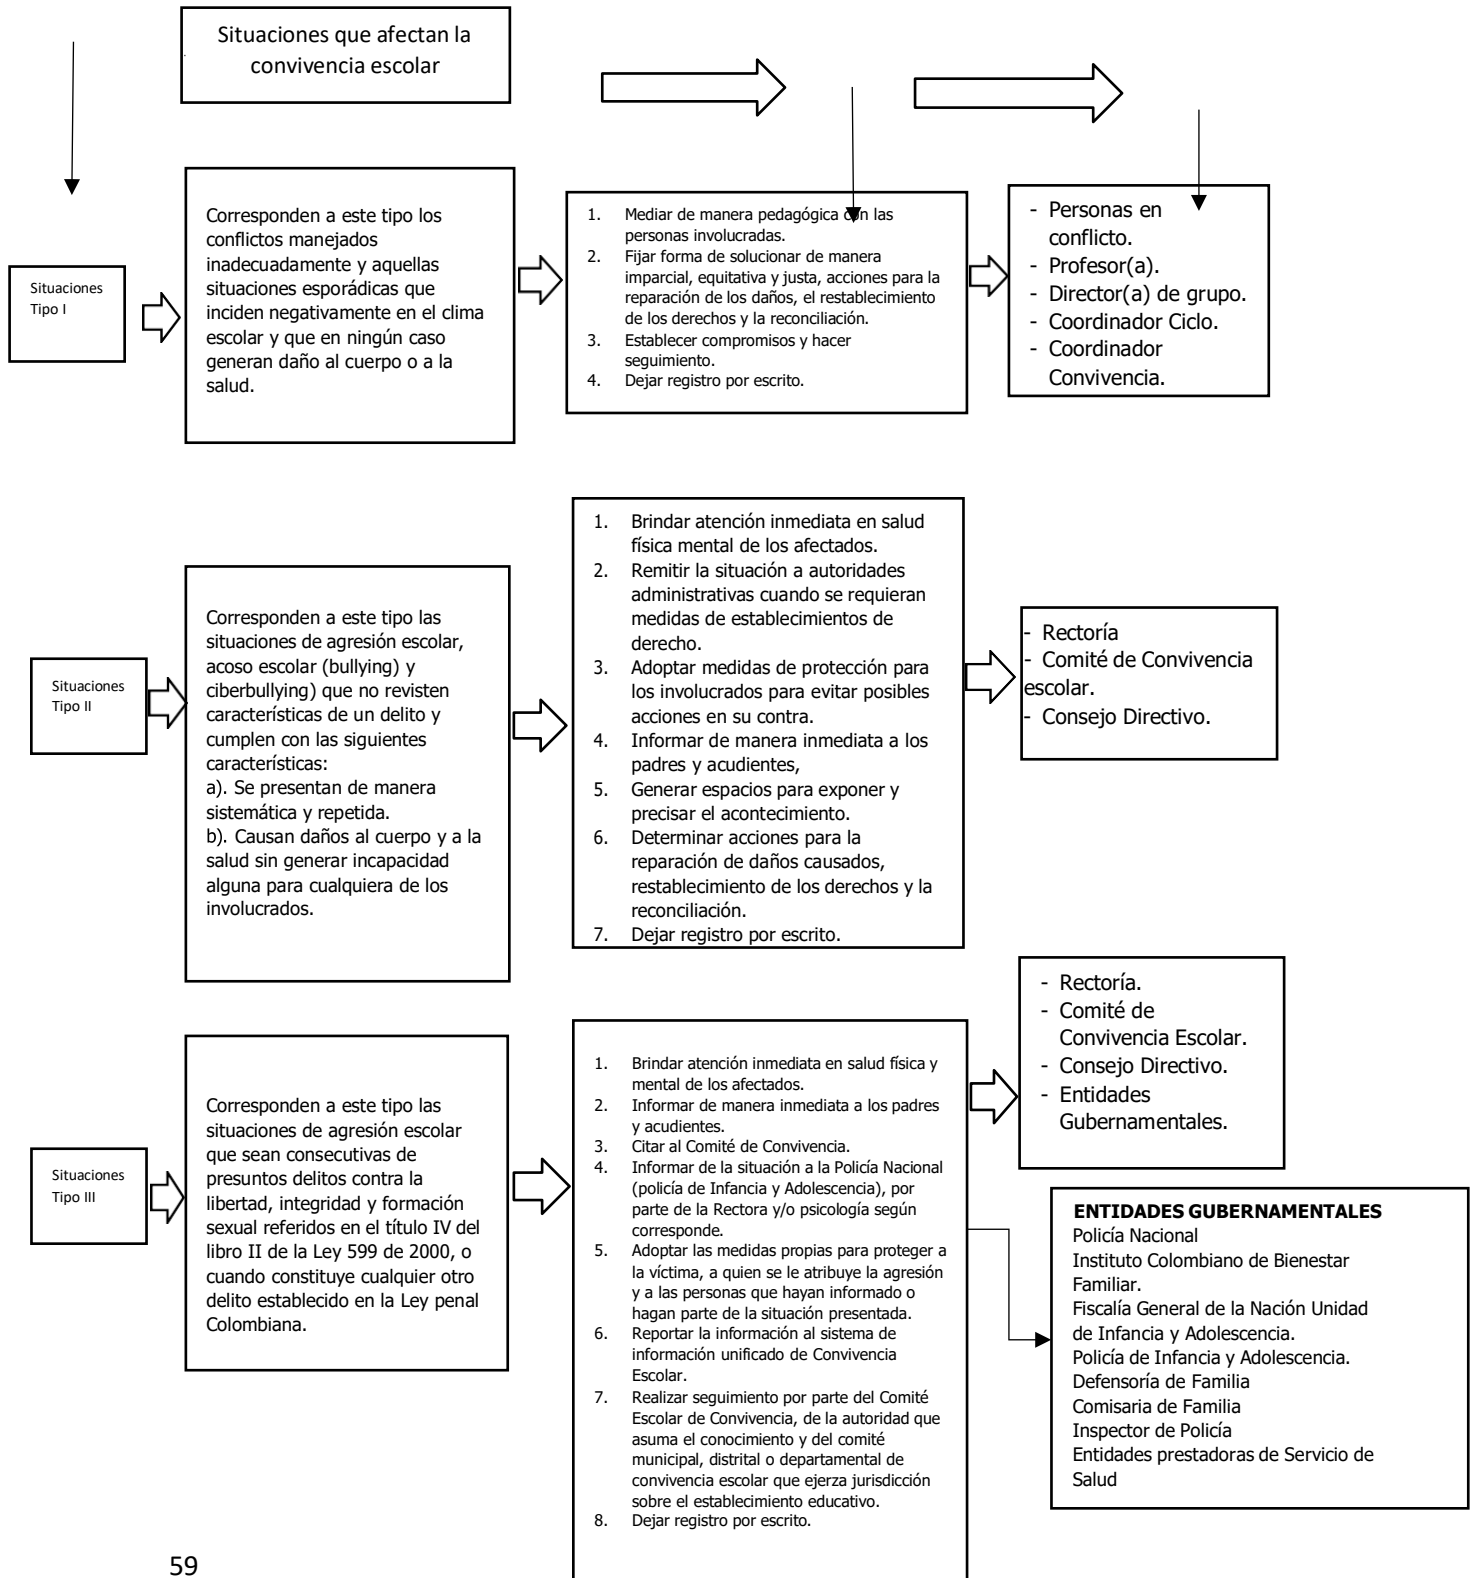 Situaciones que afectan la
convivencia escolar
Situaciones
Tipo I
Corresponden a este tipo los
conflictos manejados
inadecuadamente y aquellas
situaciones esporádicas que
inciden negativamente en el clima
escolar y que en ningún caso
generan daño al cuerpo o a la
salud.
1. Mediar de manera pedagógica con las
personas involucradas.
2. Fijar forma de solucionar de manera
imparcial, equitativa y justa, acciones para la
reparación de los daños, el restablecimiento
de los derechos y la reconciliación.
3. Establecer compromisos y hacer
seguimiento.
4. Dejar registro por escrito.
- Personas en
conflicto.
- Profesor(a).
- Director(a) de grupo.
- Coordinador Ciclo.
- Coordinador
Convivencia.
Situaciones
Tipo II
Corresponden a este tipo las
situaciones de agresión escolar,
acoso escolar (bullying) y
ciberbullying) que no revisten
características de un delito y
cumplen con las siguientes
características:
a). Se presentan de manera
sistemática y repetida.
b). Causan daños al cuerpo y a la
salud sin generar incapacidad
alguna para cualquiera de los
involucrados.
1. Brindar atención inmediata en salud
física mental de los afectados.
2. Remitir la situación a autoridades
administrativas cuando se requieran
medidas de establecimientos de
derecho.
3. Adoptar medidas de protección para
los involucrados para evitar posibles
acciones en su contra.
4. Informar de manera inmediata a los
padres y acudientes,
5. Generar espacios para exponer y
precisar el acontecimiento.
6. Determinar acciones para la
reparación de daños causados,
restablecimiento de los derechos y la
reconciliación.
7. Dejar registro por escrito.
- Rectoría
- Comité de Convivencia
escolar.
- Consejo Directivo.
Situaciones
Tipo III
Corresponden a este tipo las
situaciones de agresión escolar
que sean consecutivas de
presuntos delitos contra la
libertad, integridad y formación
sexual referidos en el título IV del
libro II de la Ley 599 de 2000, o
cuando constituye cualquier otro
delito establecido en la Ley penal
Colombiana.
1. Brindar atención inmediata en salud física y
mental de los afectados.
2. Informar de manera inmediata a los padres
y acudientes.
3. Citar al Comité de Convivencia.
4. Informar de la situación a la Policía Nacional
(policía de Infancia y Adolescencia), por
parte de la Rectora y/o psicología según
corresponde.
5. Adoptar las medidas propias para proteger a
la víctima, a quien se le atribuye la agresión
y a las personas que hayan informado o
hagan parte de la situación presentada.
6. Reportar la información al sistema de
información unificado de Convivencia
Escolar.
7. Realizar seguimiento por parte del Comité
Escolar de Convivencia, de la autoridad que
asuma el conocimiento y del comité
municipal, distrital o departamental de
convivencia escolar que ejerza jurisdicción
sobre el establecimiento educativo.
8. Dejar registro por escrito.
- Rectoría.
- Comité de
Convivencia Escolar.
- Consejo Directivo.
- Entidades
Gubernamentales.
ENTIDADES GUBERNAMENTALES
Policía Nacional
Instituto Colombiano de Bienestar
Familiar.
Fiscalía General de la Nación Unidad
de Infancia y Adolescencia.
Policía de Infancia y Adolescencia.
Defensoría de Familia
Comisaria de Familia
Inspector de Policía
Entidades prestadoras de Servicio de
Salud
59